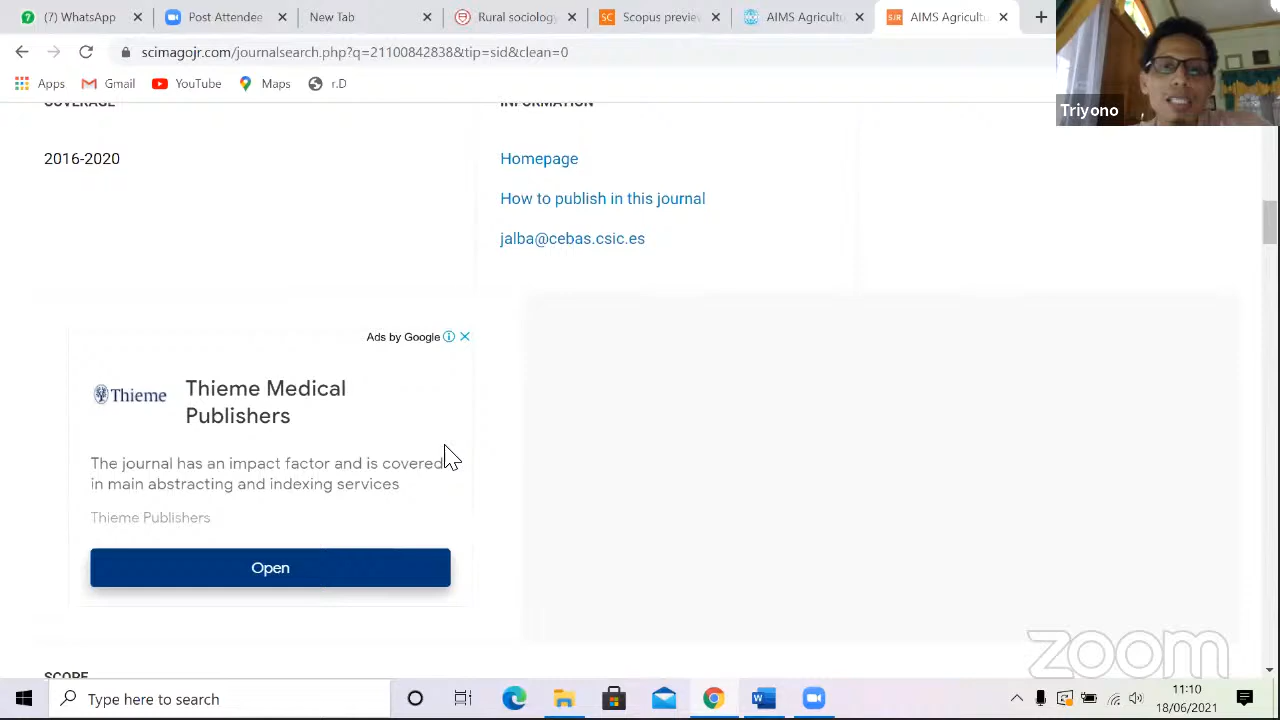 WhatsApp
Post Attendee
New Tab
Rural sociology
Scopus preview
AIMS Agricultu
SJR
AIMS Agricultu
scimagojr.com/journalsearch.php?q=21100842838&tip=sid&clean=0
Apps
Gmail
YouTube
Maps
r.D
Triyono
COVERAGE
INFORMATION
2016-2020
Homepage
How to publish in this journal
jalba@cebas.csic.es
Ads by Google
Thieme
Thieme Medical
Publishers
The journal has an impact factor and is covered
in main abstracting and indexing services
Thieme Publishers
Open
SCOPE
zoom
Type here to search
11:10
18/06/2021